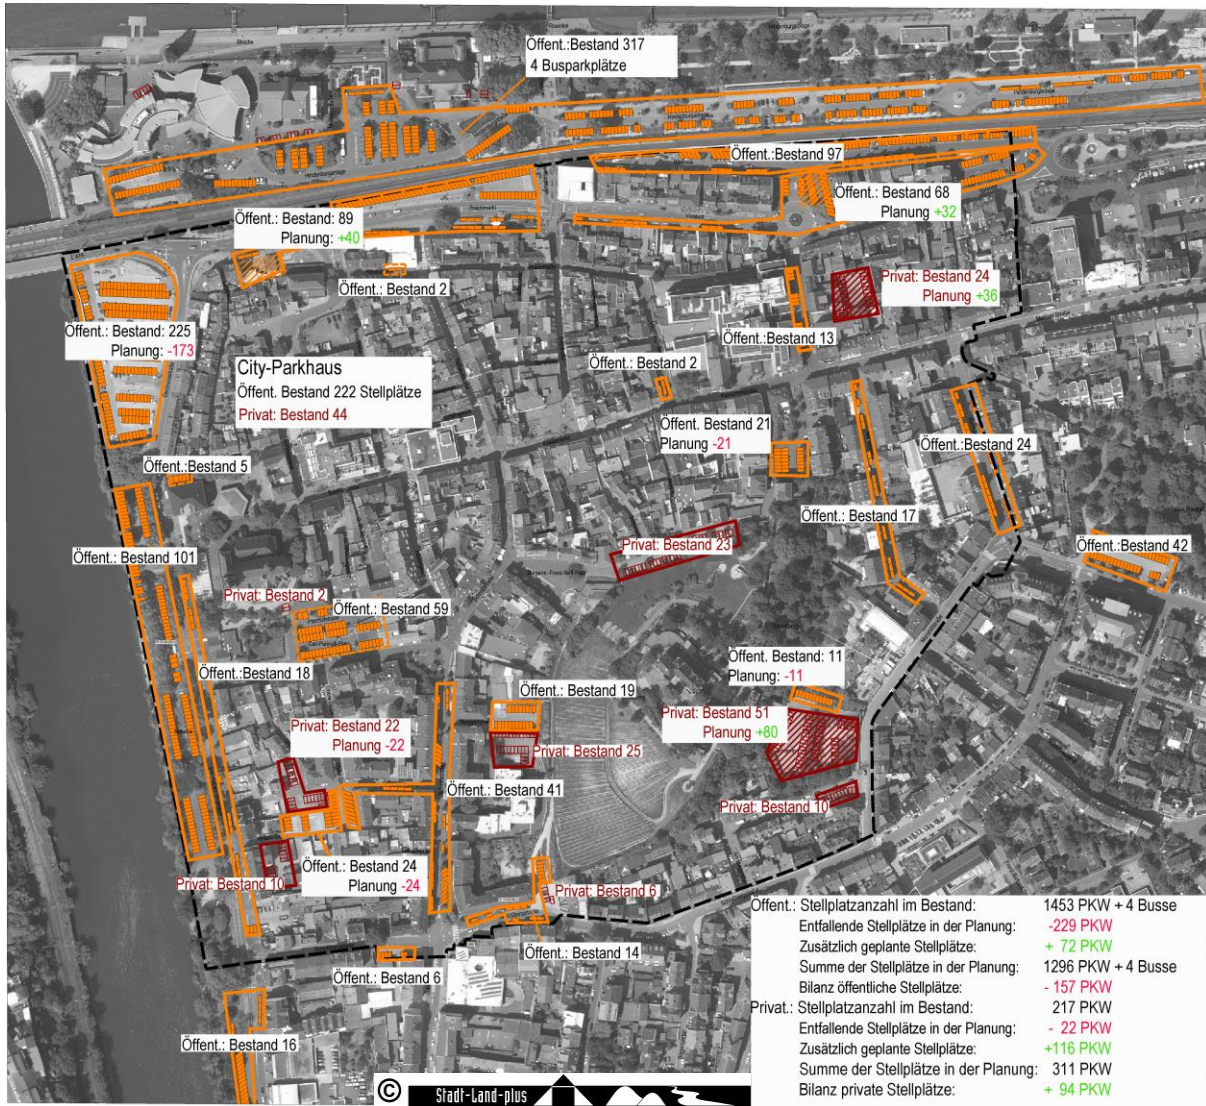 Öffent.:Bestand 317
4 Busparkplätze
Öffent.:Bestand 97
Öffent.: Bestand 68
Planung +32
Öffent.: Bestand: 89
Planung: +40
Öffent.: Bestand 2
Privat: Bestand 24
Planung +36
Öffent.: Bestand: 225
Planung: -173
Öffent.: Bestand 13
City-Parkhaus
Öffent. Bestand 222 Stellplätze
Privat: Bestand 44
Öffent.: Bestand 2
Öffent. Bestand 21
Planung -21
Öffent.:Bestand 24
Öffent.:Bestand 5
Öffent.: Bestand 17
Privat: Bestand 23
Öffent.:Bestand 42
Öffent.: Bestand 101
Privat: Bestand 2
Öffent.: Bestand 59
Öffent.:Bestand 18
Öffent. Bestand: 11
Planung: -11
Öffent.: Bestand 19
Privat: Bestand 22
Planung -22
Privat: Bestand 51
Planung +80
Privat: Bestand 25
Öffent.:Bestand 41
Privat: Bestand 10
Öffent.: Bestand 24
Planung -24
Privat: Bestand 10
Privat: Bestand 6
Öffent.: Bestand 14
Öffent.:Bestand 6
Öffent.: Bestand 16
Öffent.: Stellplatzanzahl im Bestand: 1453 PKW + 4 Busse
Entfallende Stellplätze in der Planung: -229 PKW
Zusätzlich geplante Stellplätze: + 72 PKW
Summe der Stellplätze in der Planung: 1296 PKW + 4 Busse
Bilanz öffentliche Stellplätze: - 157 PKW
Privat.: Stellplatzanzahl im Bestand: 217 PKW
Entfallende Stellplätze in der Planung: - 22 PKW
Zusätzlich geplante Stellplätze: +116 PKW
Summe der Stellplätze in der Planung: 311 PKW
Bilanz private Stellplätze: + 94 PKW
© Stadt-Land-plus